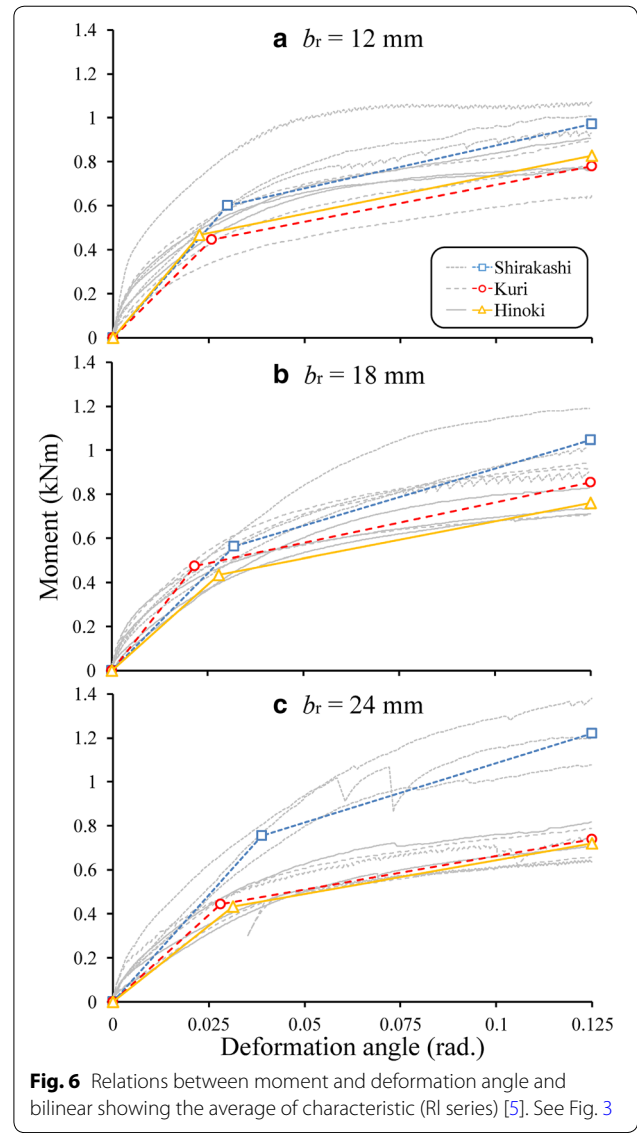 a br = 12 mm
1.4
1.2
1
0.8
0.6
0.4
0.2
0
Shirakashi
Kuri
Hinoki
b br = 18 mm
1.4
1.2
1
0.8
0.6
0.4
0.2
0
Moment (kNm)
c br = 24 mm
1.4
1.2
1
0.8
0.6
0.4
0.2
0
0 0.025 0.05 0.075 0.1 0.125
Deformation angle (rad.)
Fig. 6 Relations between moment and deformation angle and
bilinear showing the average of characteristic (Rl series) [5]. See Fig. 3